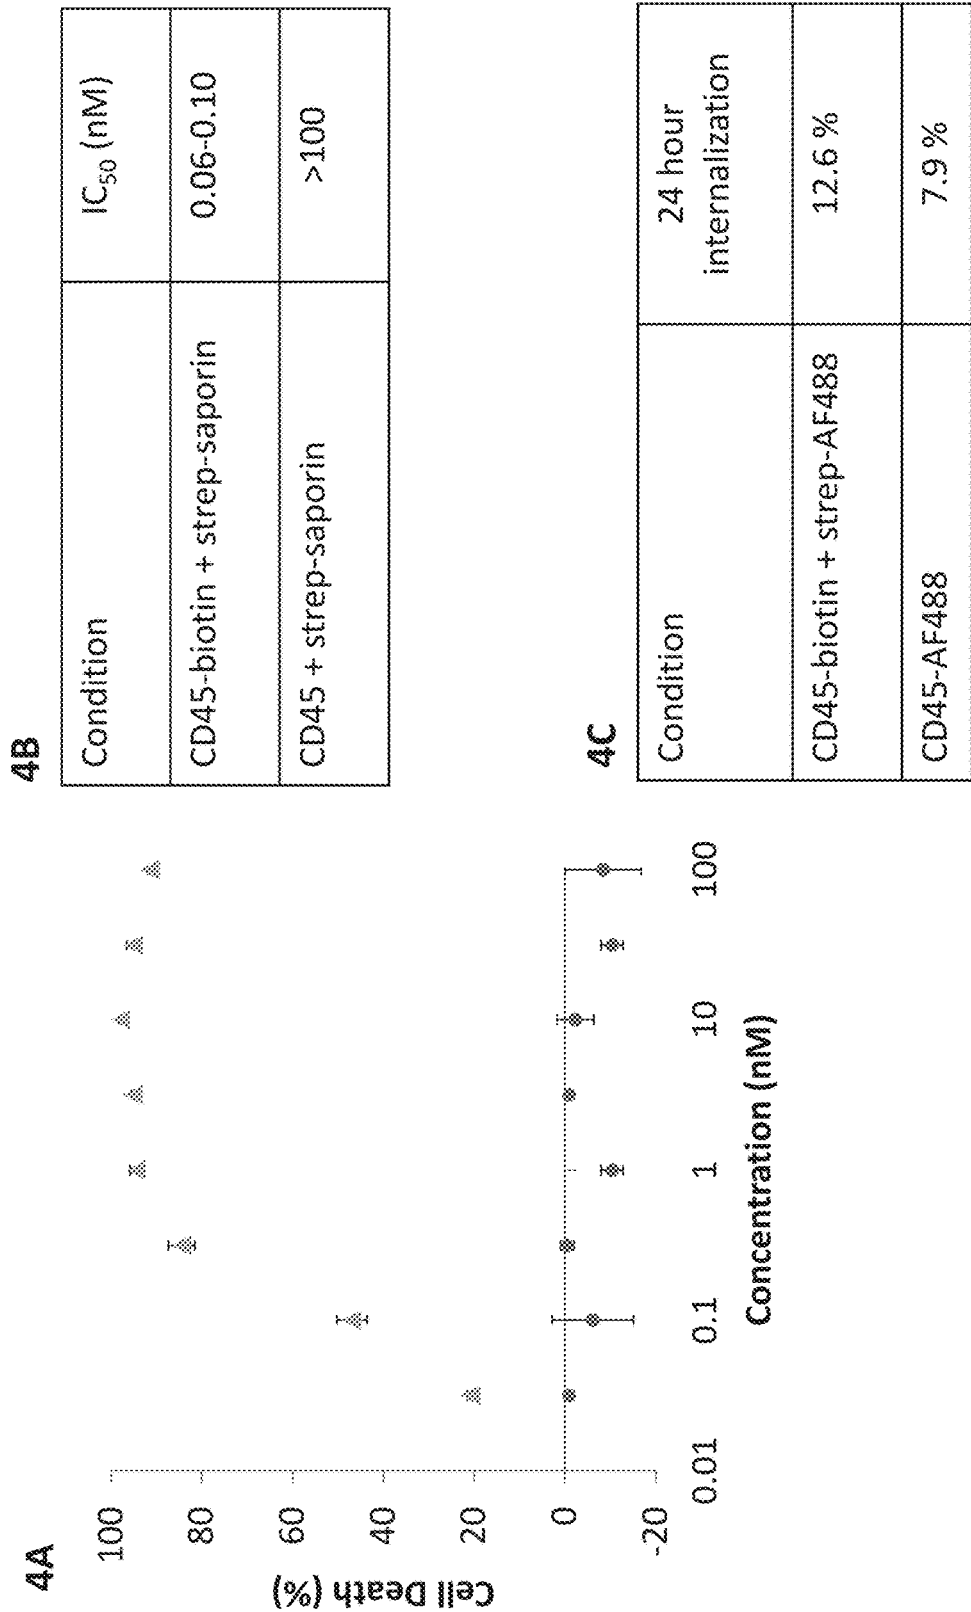 4A
Cell Death (%)
100
80
60
40
20
0
-20
0.01
0.1
1
10
100
Concentration (nM)
4B
Condition
IC50 (nM)
CD45-biotin + strep-saporin
0.06-0.10
CD45 + strep-saporin
>100
4C
Condition
24 hour
internalization
CD45-biotin + strep-AF488
12.6 %
CD45-AF488
7.9 %